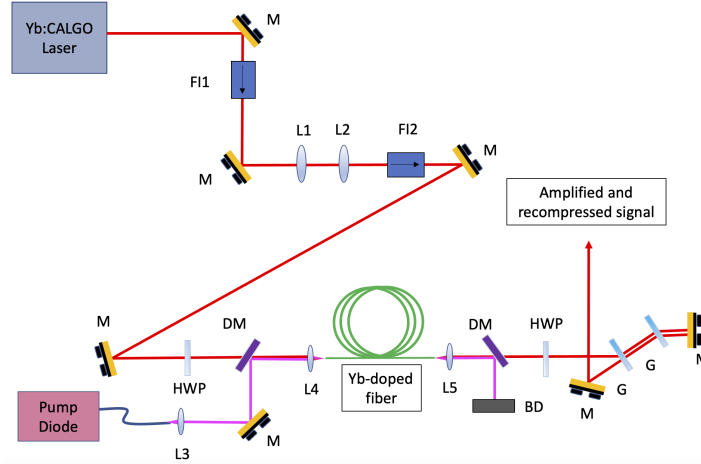 Yb:CALGO
Laser
M
FI1
L1
L2
FI2
M
M
Amplified and
recompressed signal
M
DM
DM
HWP
HWP
L4
Yb-doped
fiber
L5
BD
M
G
G
M
Pump
Diode
L3
M